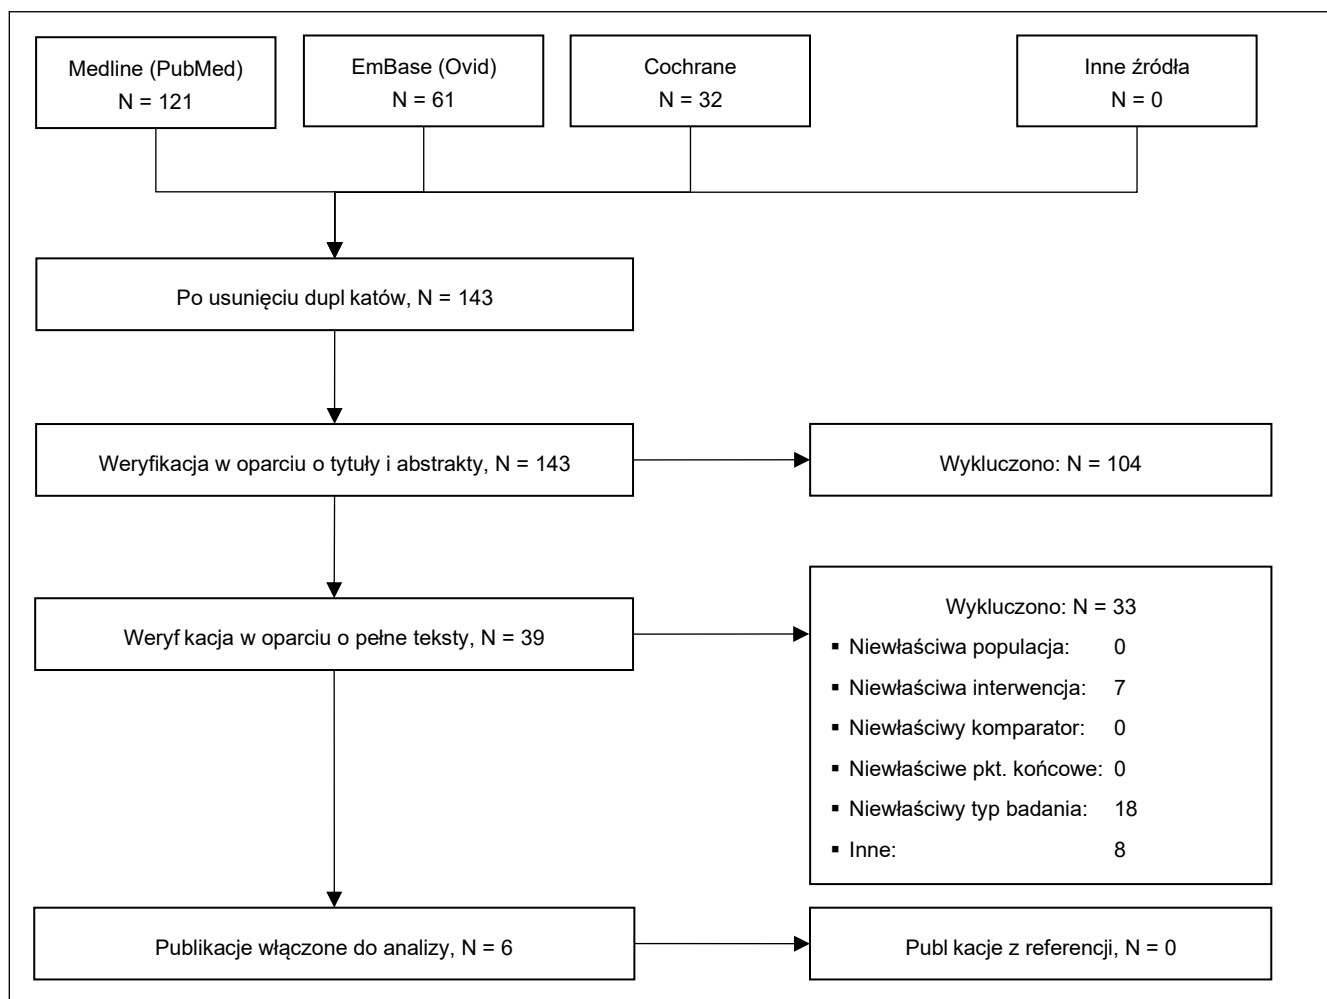 Medline (PubMed)
N = 121
EmBase (Ovid)
N = 61
Cochrane
N = 32
Inne źródła
N = 0
Po usunięciu dupl katów, N = 143
Weryfikacja w oparciu o tytuły i abstrakty, N = 143
Wykluczono: N = 104
Weryf kacja w oparciu o pełne teksty, N = 39
Wykluczono: N = 33
▪ Niewłaściwa populacja: 0
▪ Niewłaściwa interwencja: 7
▪ Niewłaściwy komparator: 0
▪ Niewłaściwe pkt. końcowe: 0
▪ Niewłaściwy typ badania: 18
▪ Inne: 8
Publikacje włączone do analizy, N = 6
Publ kacje z referencji, N = 0